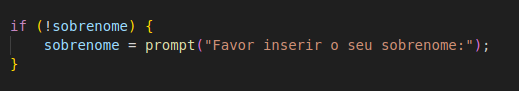 if (!sobrenome) {
    sobrenome = prompt("Favor inserir o seu sobrenome:");
}